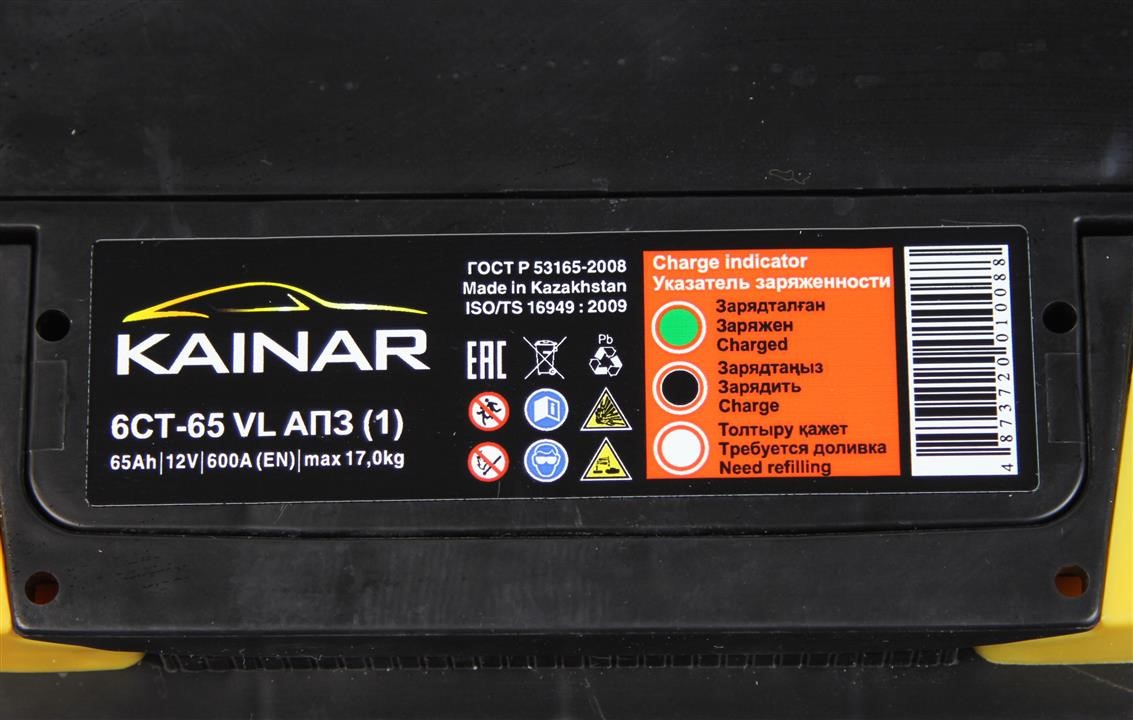 KAINAR
6СТ-65 VL АПЗ (1)
65Ah|12V|600A (EN)|max 17,0kg
ГОСТ Р 53165-2008
Made in Kazakhstan
ISO/TS 16949 : 2009
EAC
Pb
Charge indicator
Указатель заряженности
Зарядталған
Заряжен
Charged
Зарядтаңыз
Зарядить
Charge
Толтыру қажет
Требуется доливка
Need refilling
4 873720 010088